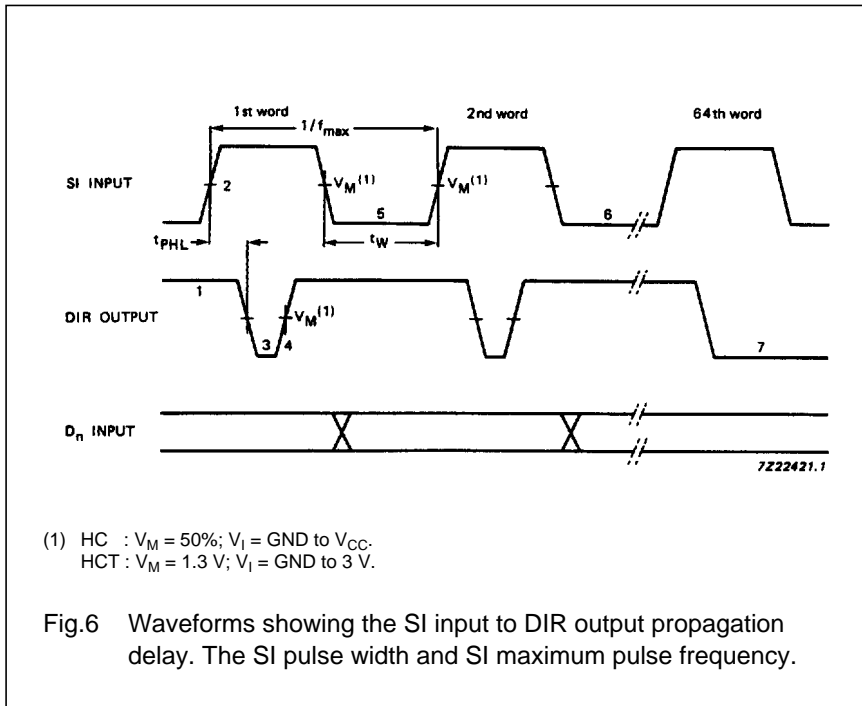 1st word
2nd word
64th word
1/fmax
SI INPUT
2
VM(1)
VM(1)
5
6
tPHL
tW
1
DIR OUTPUT
VM(1)
3
4
7
Dn INPUT
7Z22421.1
(1) HC : VM = 50%; VI = GND to VCC.
HCT : VM = 1.3 V; VI = GND to 3 V.
Fig.6 Waveforms showing the SI input to DIR output propagation
delay. The SI pulse width and SI maximum pulse frequency.